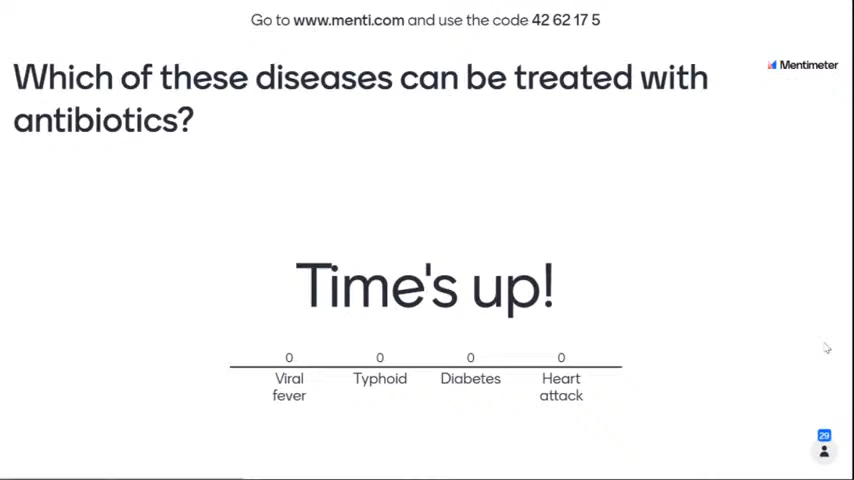 Go to www.menti.com and use the code 42 62 17 5
Mentimeter
Which of these diseases can be treated with
antibiotics?
Time's up!
0 0 0 0
Viral Typhoid Diabetes Heart
fever attack
29